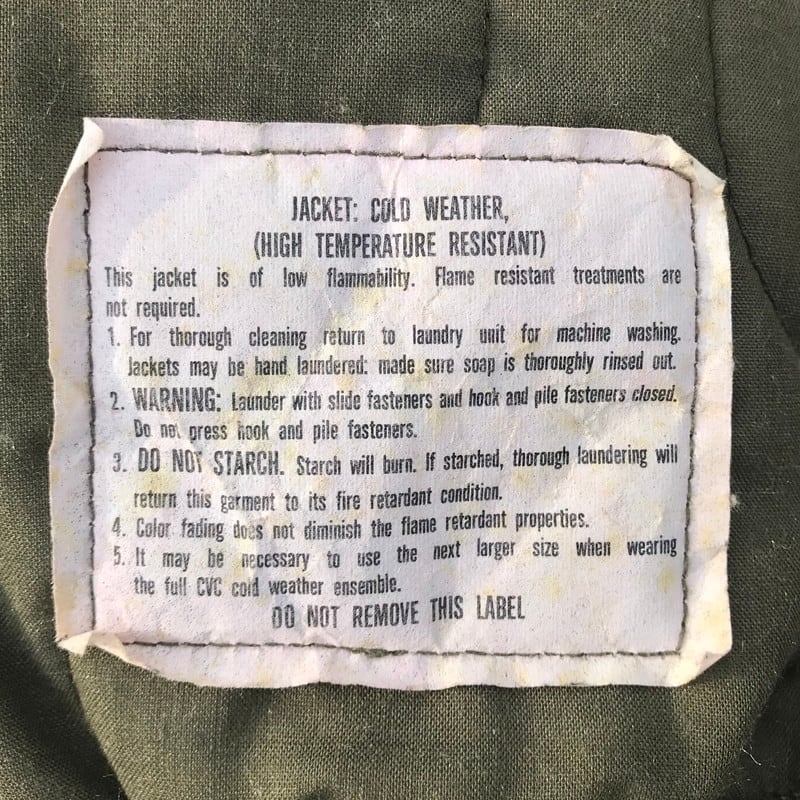 JACKET: COLD WEATHER,
(HIGH TEMPERATURE RESISTANT)
This jacket is of low flammability. Flame resistant treatments are
not required.
1. For thorough cleaning return to laundry unit for machine washing.
Jackets may be hand laundered: made sure soap is thoroughly rinsed out.
2. WARNING: Launder with slide fasteners and hook and pile fasteners closed.
Do not press hook and pile fasteners.
3. DO NOT STARCH. Starch will burn. If starched, thorough laundering will
return this garment to its fire retardant condition.
4. Color fading does not diminish the flame retardant properties.
5. It may be necessary to use the next larger size when wearing
the full CVC cold weather ensemble.
DO NOT REMOVE THIS LABEL